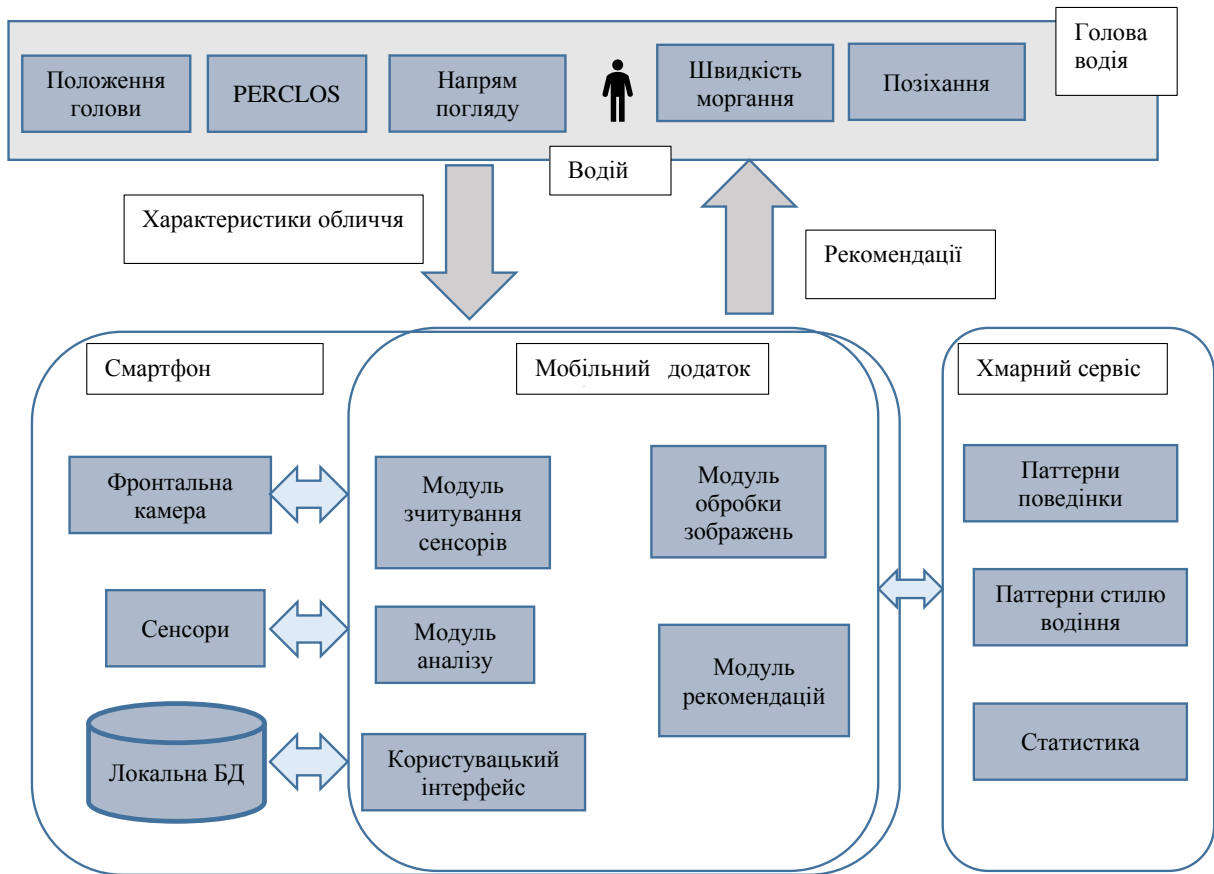 Голова
водія
Положення
голови
PERCLOS
Напрям
погляду
Швидкість
моргання
Позіхання
Водій
Характеристики обличчя
Рекомендації
Смартфон
Мобільний додаток
Хмарний сервіс
Фронтальна
камера
Модуль
зчитування
сенсорів
Модуль
обробки
зображень
Паттерни
поведінки
Сенсори
Модуль
аналізу
Модуль
рекомендацій
Паттерни стилю
водіння
Локальна БД
Користувацький
інтерфейс
Статистика